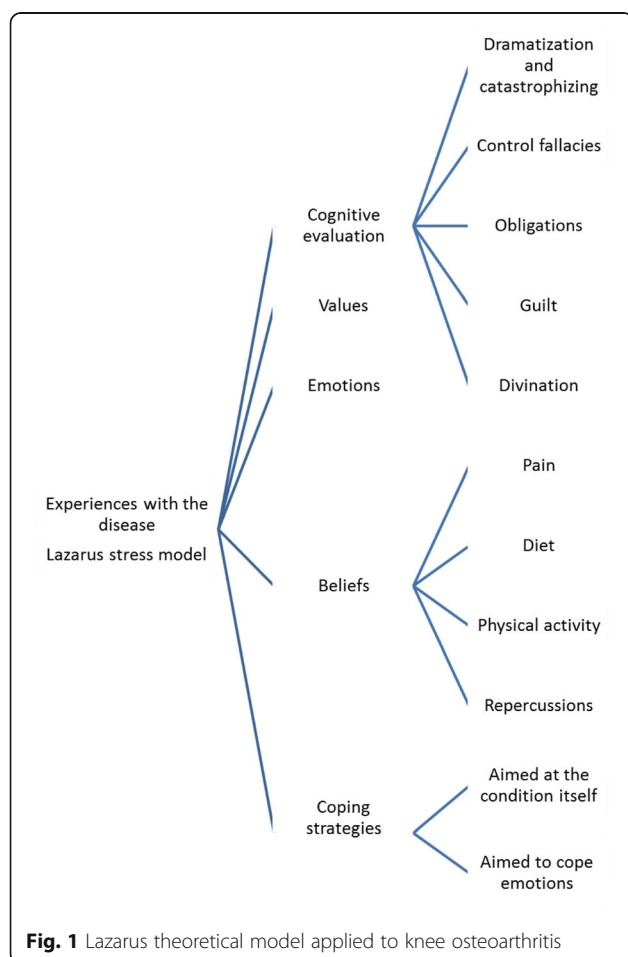 Dramatization
and
catastrophizing
Control fallacies
Cognitive
evaluation
Obligations
Values
Guilt
Emotions
Divination
Pain
Experiences with the
disease
Lazarus stress model
Diet
Beliefs
Physical activity
Repercussions
Aimed at the
condition itself
Coping
strategies
Aimed to cope
emotions
Fig. 1 Lazarus theoretical model applied to knee osteoarthritis